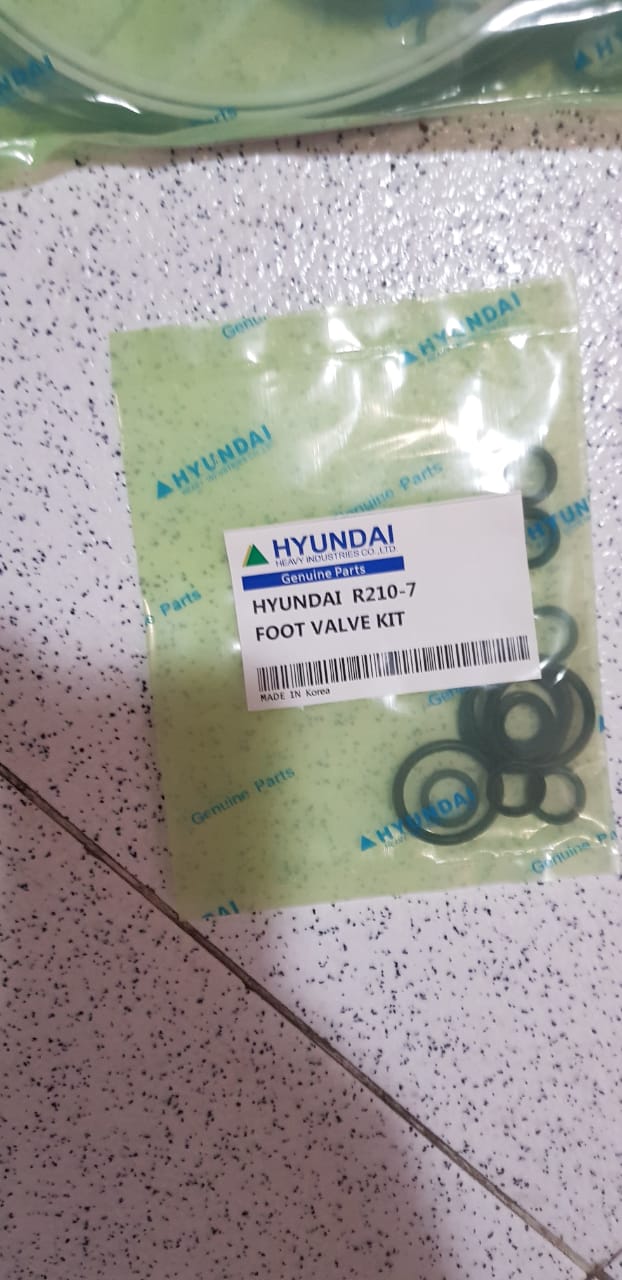 HYUNDAI
Genuine Parts
HYUNDAI
HEAVY INDUSTRIES CO.,LTD
Genuine Parts
HYUNDAI R210-7
FOOT VALVE KIT
MADE IN Korea
Parts
Genuine Parts
HYUNDAI
HYUNDAI
Genuine